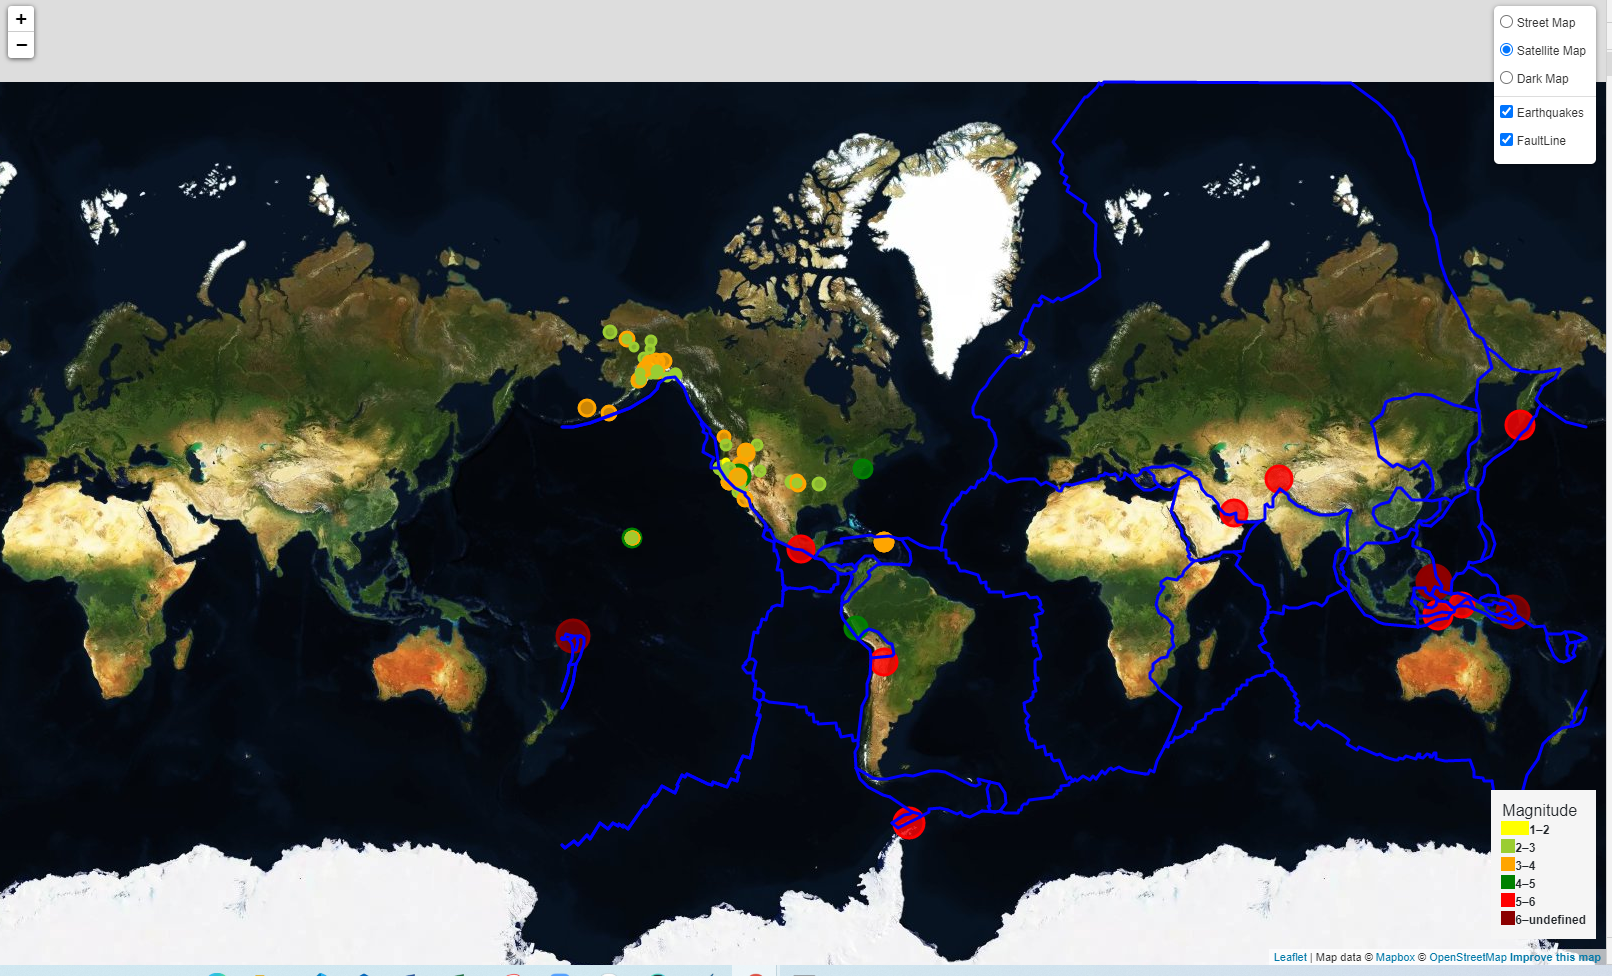 +
−
Street Map
Satellite Map
Dark Map
Earthquakes
FaultLine
Magnitude
1–2
2–3
3–4
4–5
5–6
6–undefined
Leaflet | Map data © Mapbox © OpenStreetMap Improve this map